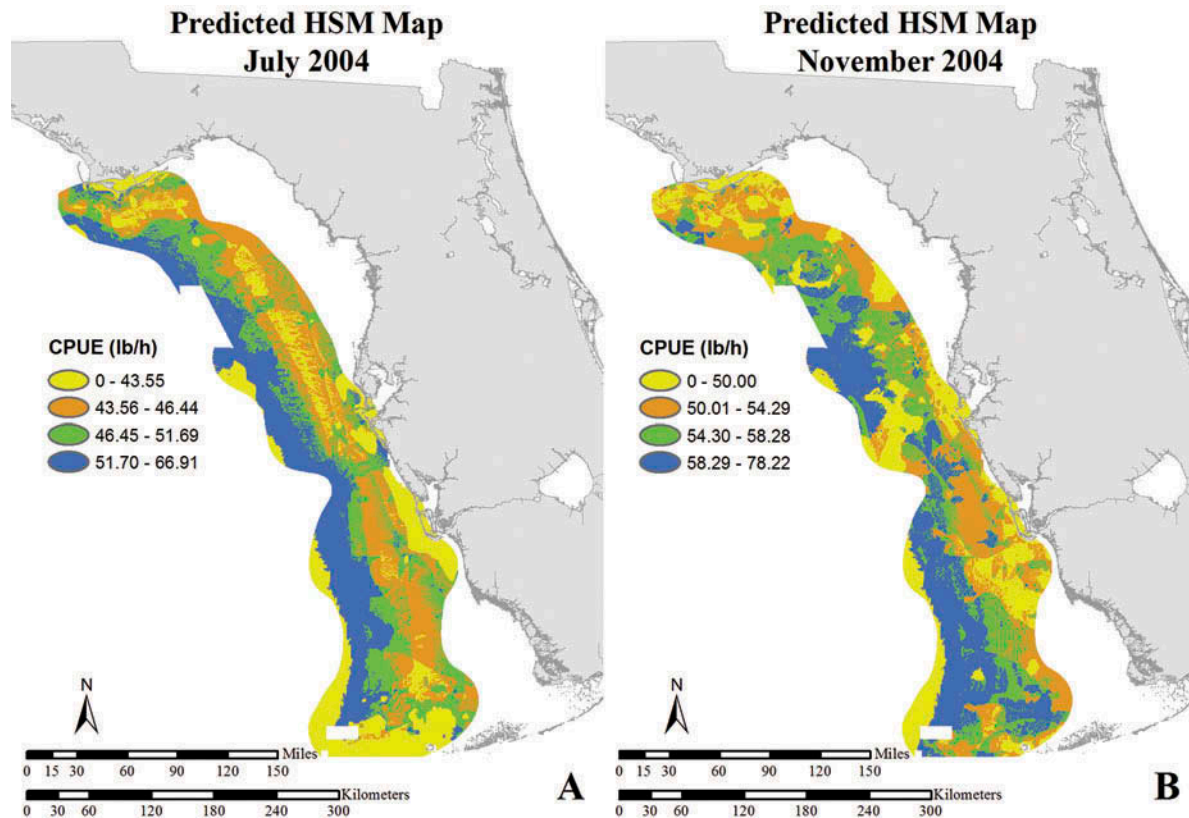 Predicted HSM Map
July 2004
CPUE (lb/h)
0 - 43.55
43.56 - 46.44
46.45 - 51.69
51.70 - 66.91
N
Miles
0 15 30 60 90 120 150
Kilometers
0 30 60 120 180 240 300
A
Predicted HSM Map
November 2004
CPUE (lb/h)
0 - 50.00
50.01 - 54.29
54.30 - 58.28
58.29 - 78.22
N
Miles
0 15 30 60 90 120 150
Kilometers
0 30 60 120 180 240 300
B